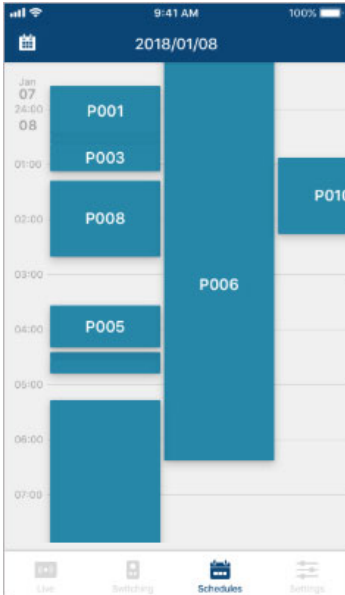 9:41 AM
100%
2018/01/08
Jan
07
24:00
08
P001
01:00
P003
P010
02:00
P008
03:00
P006
04:00
P005
05:00
06:00
07:00
Live
Switching
Schedules
Settings